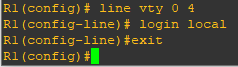 R1(config)# line vty 0 4
R1(config-line)# login local
R1(config-line)#exit
R1(config)#